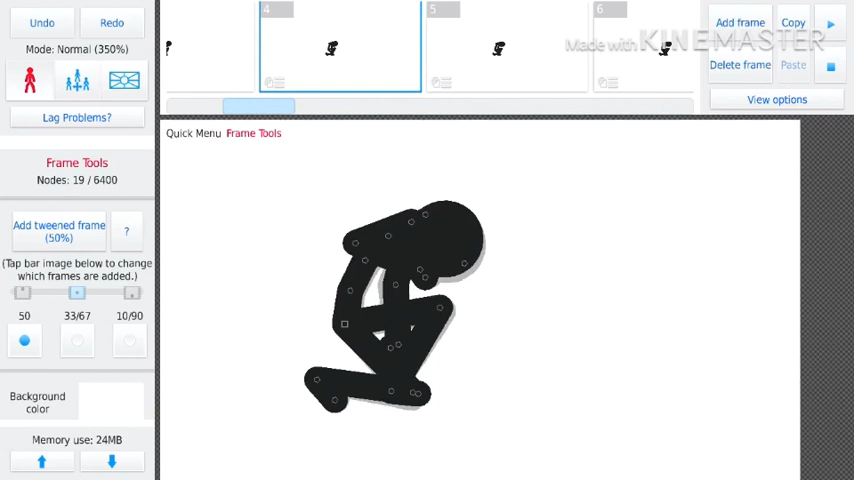 Undo
Redo
Mode: Normal (350%)
Lag Problems?
Frame Tools
Nodes: 19 / 6400
Add tweened frame
(50%)
?
(Tap bar image below to change
which frames are added.)
50
33/67
10/90
Background
color
Memory use: 24MB
4
5
6
Made with KINEMASTER
Add frame
Copy
Delete frame
Paste
View options
Quick Menu Frame Tools